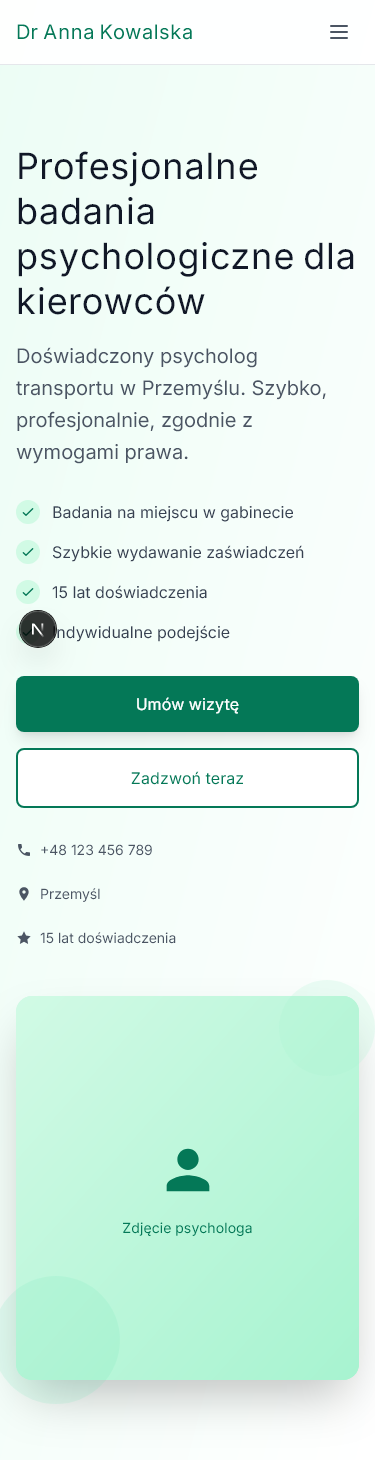 Dr Anna Kowalska
Profesjonalne
badania
psychologiczne dla
kierowców
Doświadczony psycholog
transportu w Przemyślu. Szybko,
profesjonalnie, zgodnie z
wymogami prawa.
Badania na miejscu w gabinecie
Szybkie wydawanie zaświadczeń
15 lat doświadczenia
N
Indywidualne podejście
Umów wizytę
Zadzwoń teraz
+48 123 456 789
Przemyśl
15 lat doświadczenia
Zdjęcie psychologa